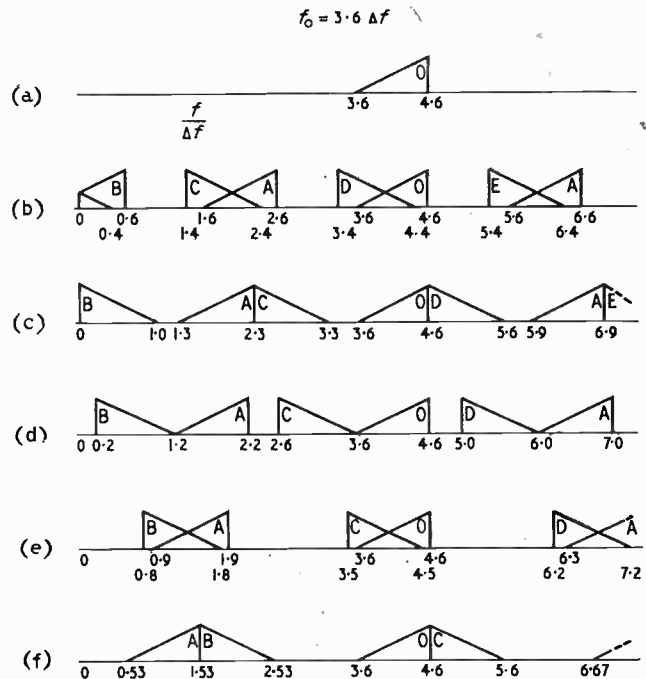 f₀ = 3·6 Δf
(a)
O
3·6 4·6
f/Δf
(b)
B C A D O E A
0 0·6 1·6 2·6 3·6 4·6 5·6 6·6
0·4 1·4 2·4 3·4 4·4 5·4 6·4
(c)
B A C O D A E
0 1·0 1·3 2·3 3·3 3·6 4·6 5·6 5·9 6·9
(d)
B A C O D A
0 0·2 1·2 2·2 2·6 3·6 4·6 5·0 6·0 7·0
(e)
B A C O D A
0 0·9 1·9 3·6 4·6 6·3
0·8 1·8 3·5 4·5 6·2 7·2
(f)
A B O C
0 0·53 1·53 2·53 3·6 4·6 5·6 6·67